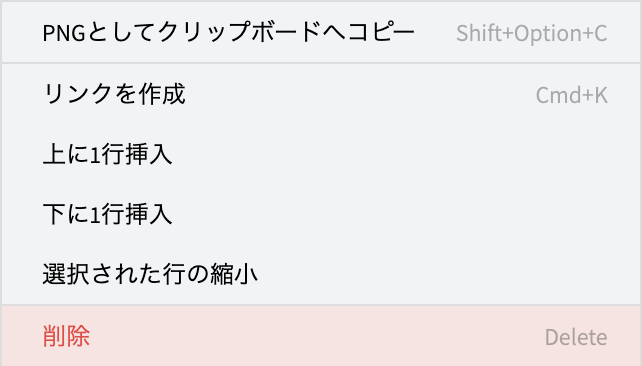 PNGとしてクリップボードへコピー Shift+Option+C
リンクを作成 Cmd+K
上に1行挿入
下に1行挿入
選択された行の縮小
削除 Delete